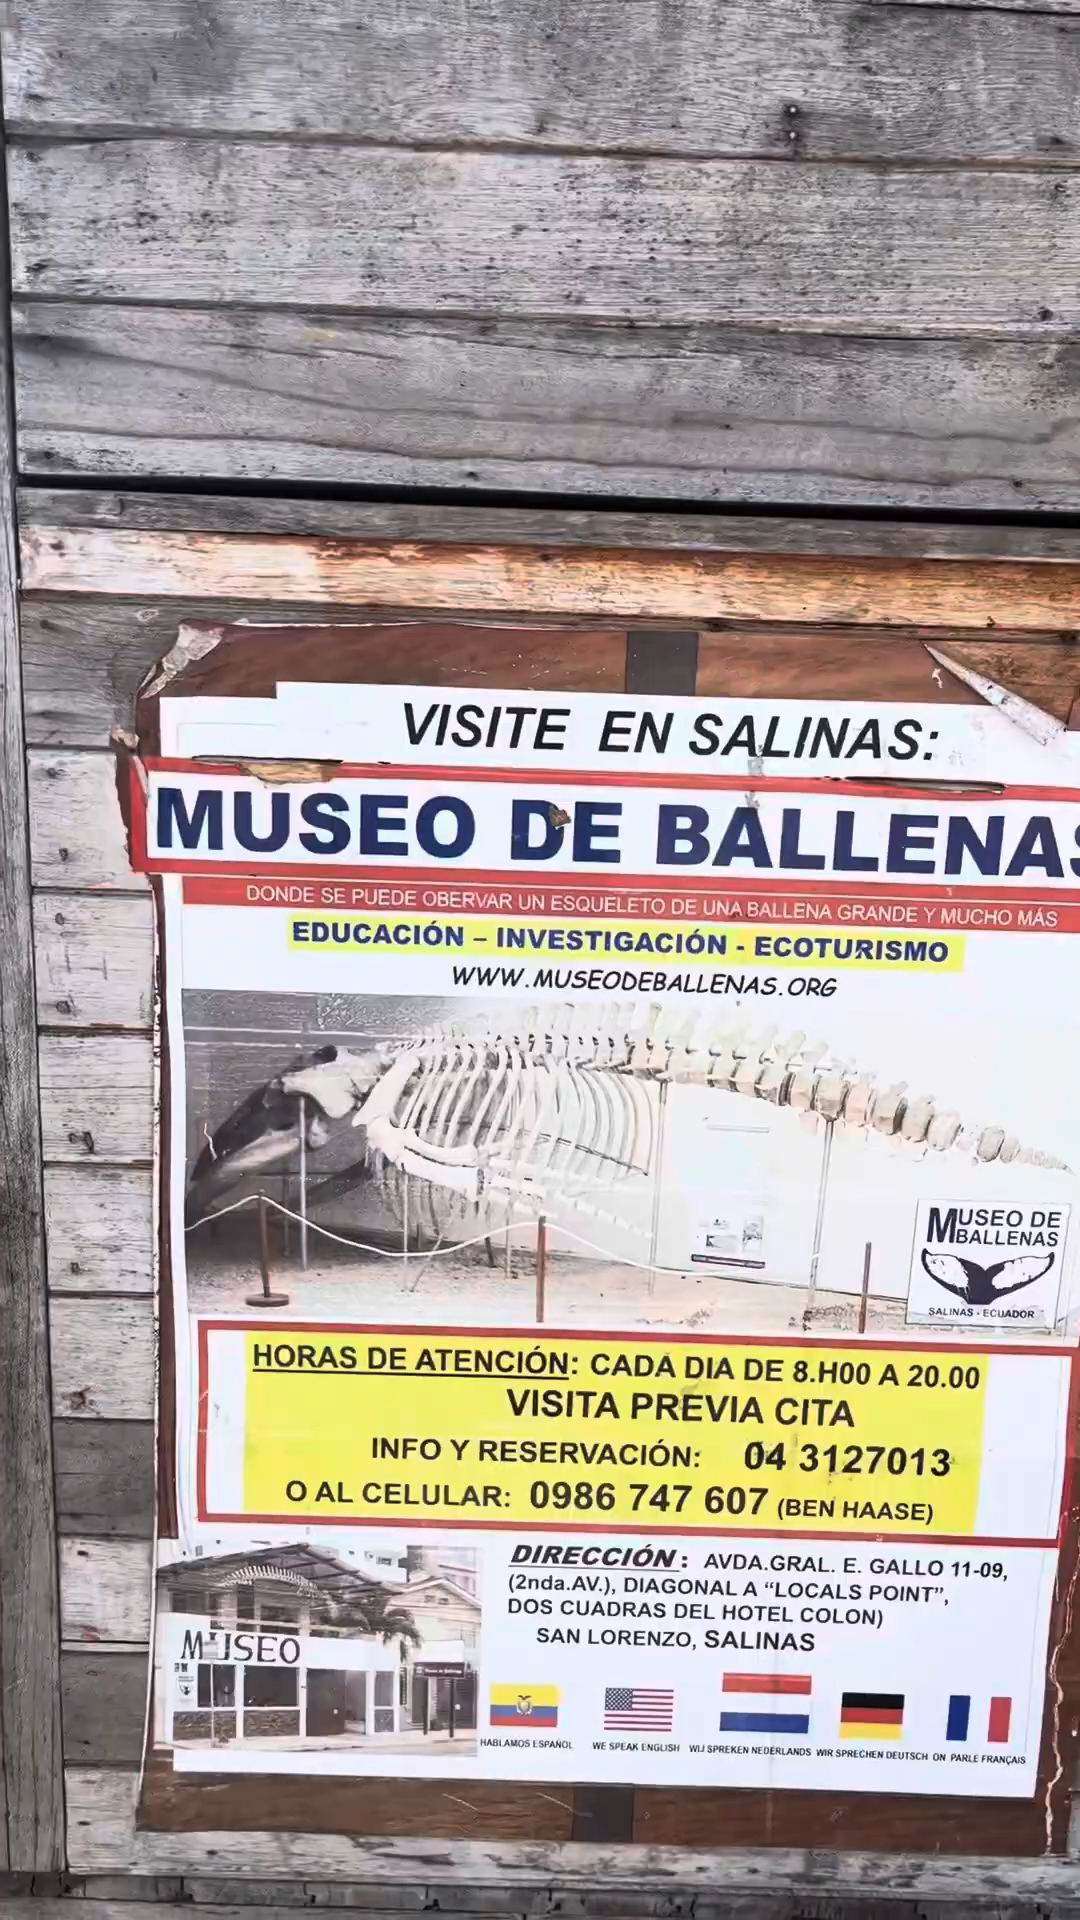 VISITE EN SALINAS:
MUSEO DE BALLENAS
DONDE SE PUEDE OBERVAR UN ESQUELETO DE UNA BALLENA GRANDE Y MUCHO MÁS
EDUCACIÓN – INVESTIGACIÓN - ECOTURISMO
WWW.MUSEODEBALLENAS.ORG
MUSEO DE
BALLENAS
SALINAS - ECUADOR
HORAS DE ATENCIÓN: CADA DIA DE 8.H00 A 20.00
VISITA PREVIA CITA
INFO Y RESERVACIÓN: 04 3127013
O AL CELULAR: 0986 747 607 (BEN HAASE)
DIRECCIÓN: AVDA.GRAL. E. GALLO 11-09,
(2nda.AV.), DIAGONAL A “LOCALS POINT”,
DOS CUADRAS DEL HOTEL COLON)
SAN LORENZO, SALINAS
MUSEO
HABLAMOS ESPAÑOL WE SPEAK ENGLISH WIJ SPREKEN NEDERLANDS WIR SPRECHEN DEUTSCH ON PARLE FRANÇAIS